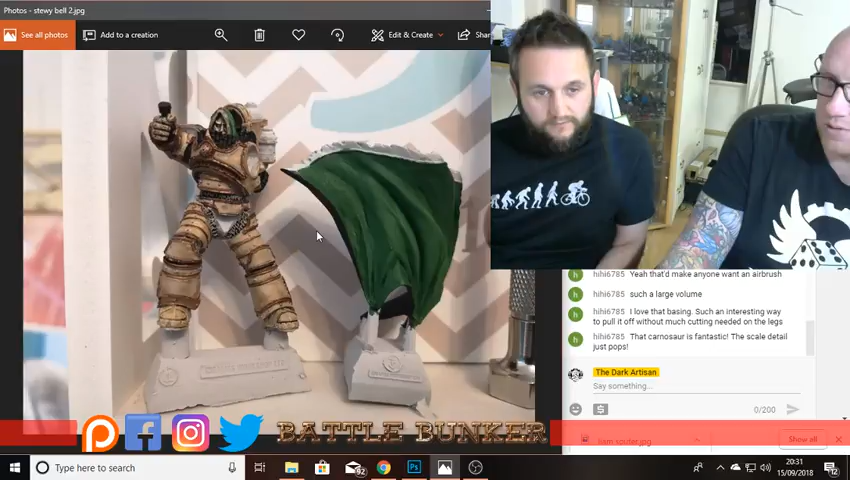 Photos - stewy bell 2.jpg
See all photos
Add to a creation
Edit & Create
Shar
hihi6785 Yeah that'd make anyone want an airbrush
hihi6785 such a large volume
hihi6785 I love that basing. Such an interesting way
to pull it off without much cutting needed on the
legs
hihi6785 That carnosaur is fantastic! The scale detail
just pops!
The Dark Artisan
Say something...
0/200
BATTLE BUNKER
Show all
Type here to search
92
20:31
15/09/2018
12